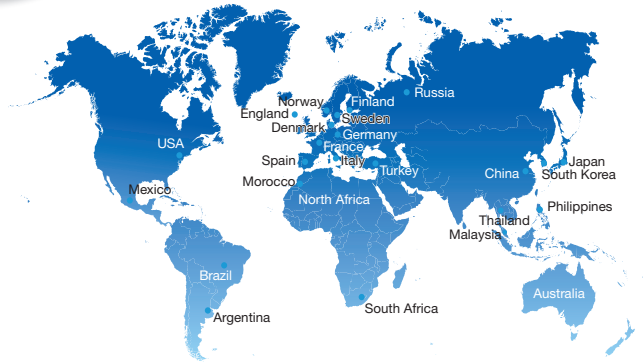 Russia
Norway
Finland
England
Sweden
Denmark
Germany
USA
France
Japan
Spain
Italy
Turkey
China
South Korea
Morocco
Mexico
North Africa
Philippines
Thailand
Malaysia
Brazil
Australia
South Africa
Argentina